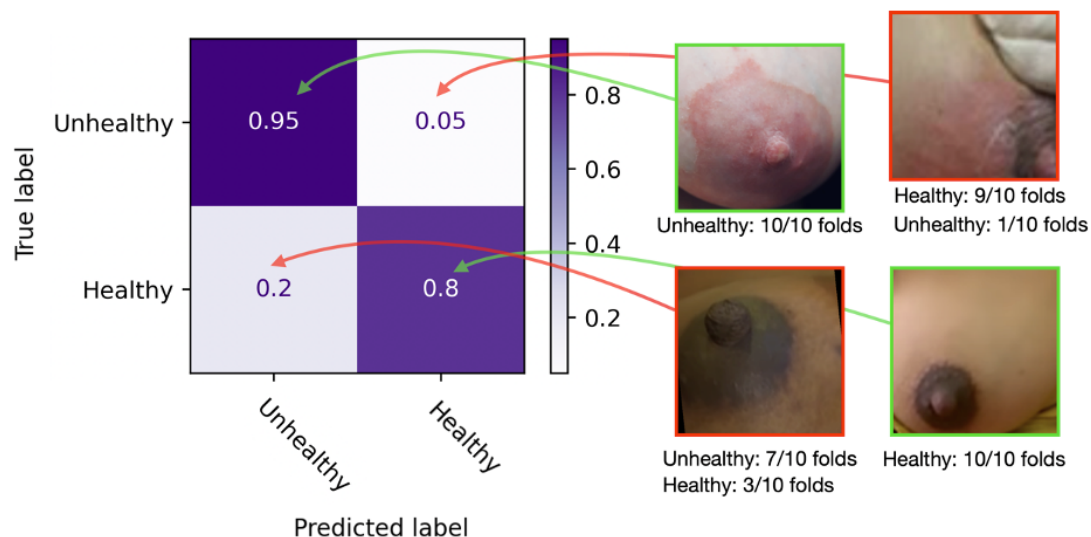 True label
Unhealthy
Healthy
0.95
0.05
0.2
0.8
Unhealthy
Healthy
Predicted label
0.8
0.6
0.4
0.2
Unhealthy: 10/10 folds
Healthy: 9/10 folds
Unhealthy: 1/10 folds
Unhealthy: 7/10 folds
Healthy: 3/10 folds
Healthy: 10/10 folds